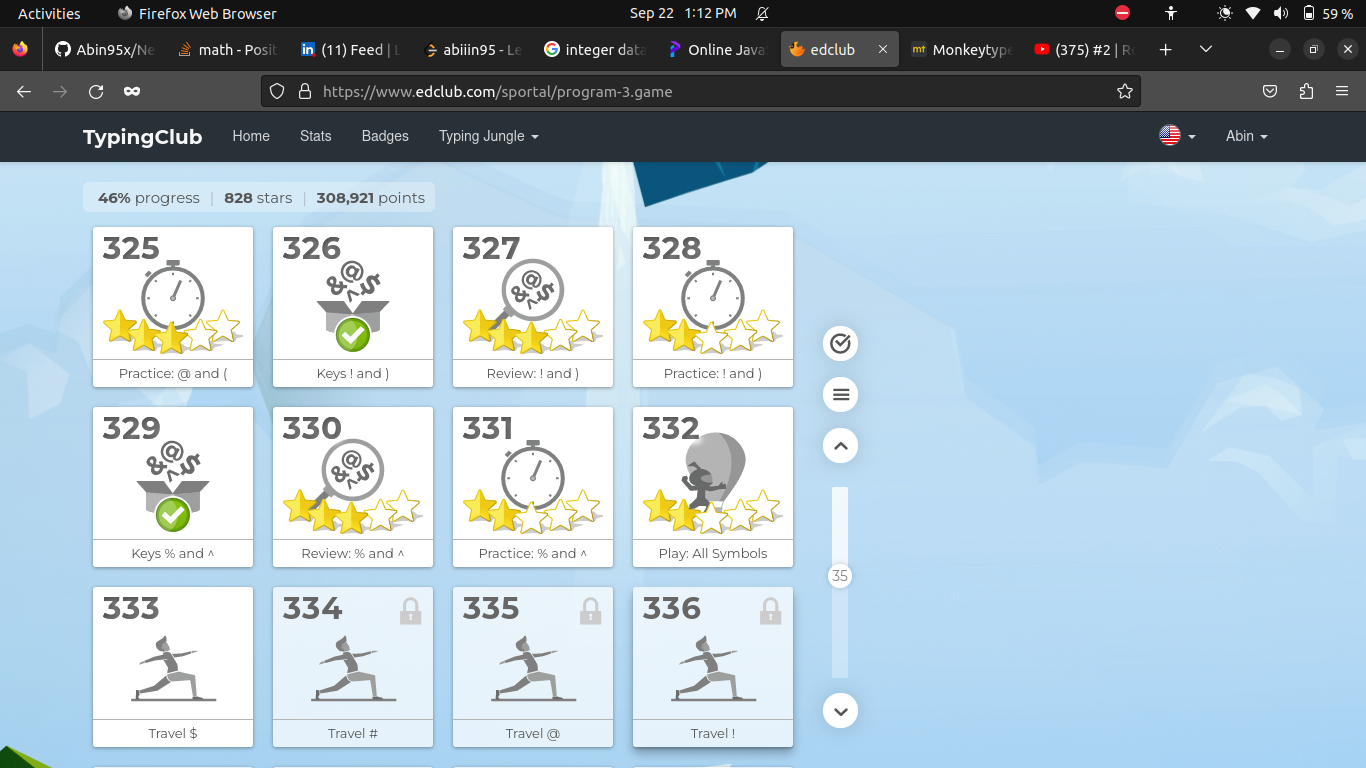 Activities Firefox Web Browser Sep 22 1:12 PM 59 %
Abin95x/Ne math - Posit (11) Feed | L abiiin95 - Le integer data Online Java edclub Monkeytype (375) #2 | Re
https://www.edclub.com/sportal/program-3.game
TypingClub Home Stats Badges Typing Jungle Abin
46% progress | 828 stars | 308,921 points
325 326 327 328
Practice: @ and ( Keys ! and ) Review: ! and ) Practice: ! and )
329 330 331 332
Keys % and ^ Review: % and ^ Practice: % and ^ Play: All Symbols
35
333 334 335 336
Travel $ Travel # Travel @ Travel !